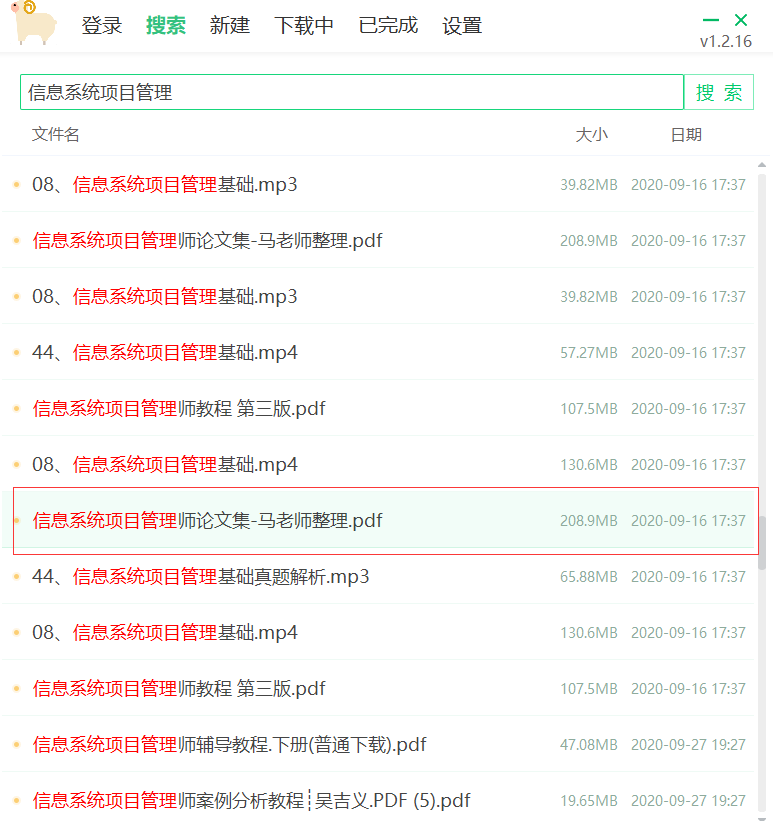 登录 搜索 新建 下载中 已完成 设置
v1.2.16
信息系统项目管理 搜 索
文件名 大小 日期
08、信息系统项目管理基础.mp3 39.82MB 2020-09-16 17:37
信息系统项目管理师论文集-马老师整理.pdf 208.9MB 2020-09-16 17:37
08、信息系统项目管理基础.mp3 39.82MB 2020-09-16 17:37
44、信息系统项目管理基础.mp4 57.27MB 2020-09-16 17:37
信息系统项目管理师教程 第三版.pdf 107.5MB 2020-09-16 17:37
08、信息系统项目管理基础.mp4 130.6MB 2020-09-16 17:37
信息系统项目管理师论文集-马老师整理.pdf 208.9MB 2020-09-16 17:37
44、信息系统项目管理基础真题解析.mp3 65.88MB 2020-09-16 17:37
08、信息系统项目管理基础.mp4 130.6MB 2020-09-16 17:37
信息系统项目管理师教程 第三版.pdf 107.5MB 2020-09-16 17:37
信息系统项目管理师辅导教程.下册(普通下载).pdf 47.08MB 2020-09-27 19:27
信息系统项目管理师案例分析教程┋吴吉义.PDF (5).pdf 19.65MB 2020-09-27 19:27